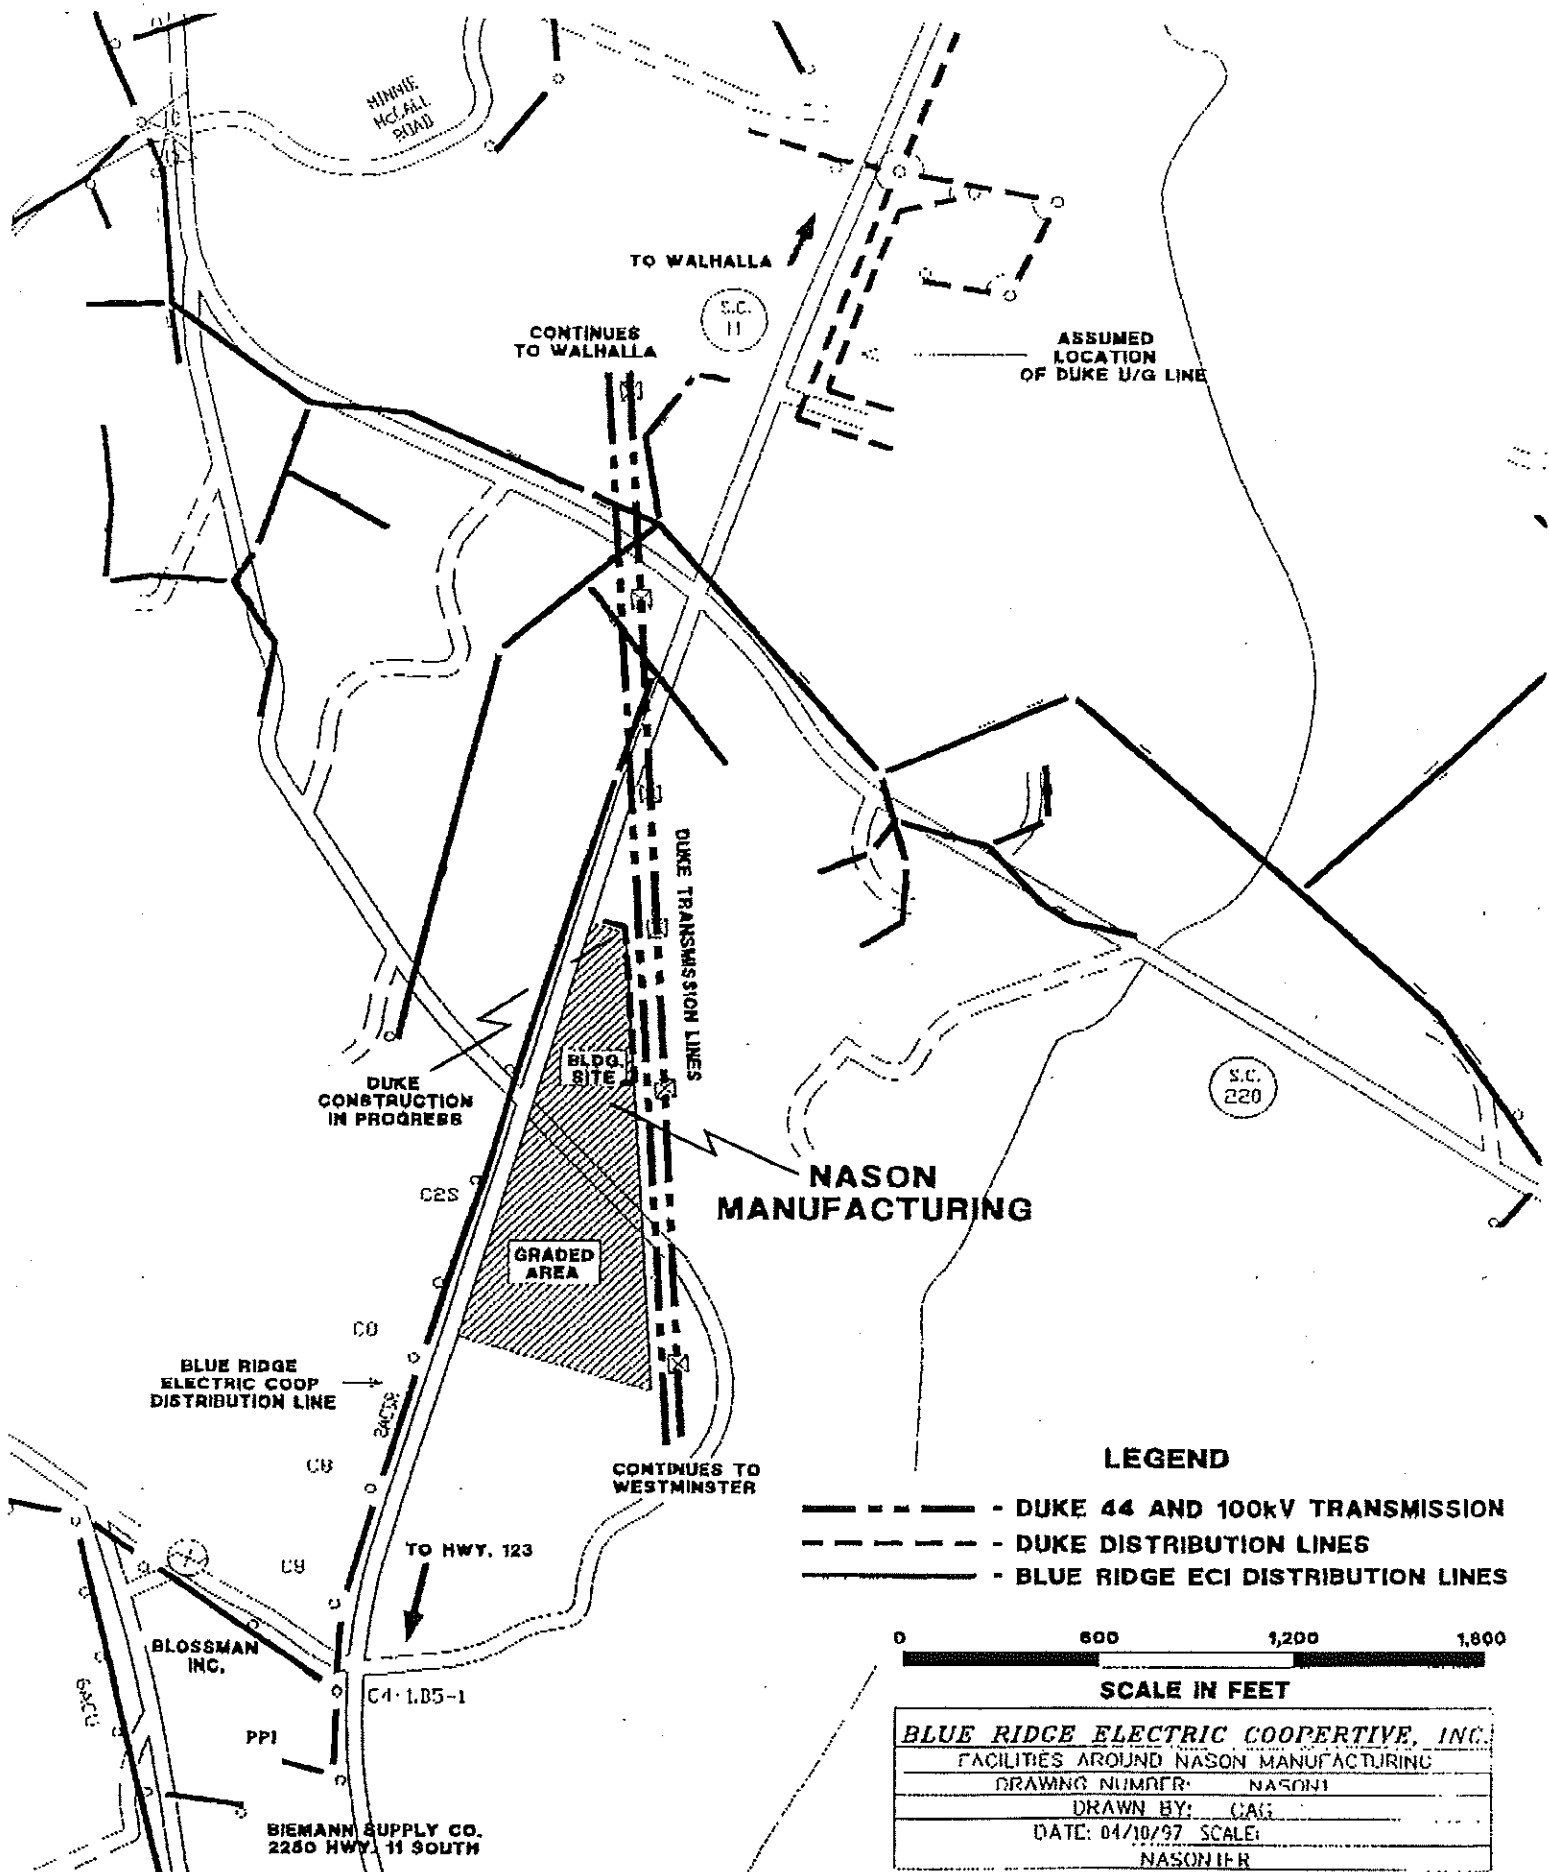 MINNIE
McCALL
ROAD
TO WALHALLA
S.C.
11
CONTINUES
TO WALHALLA
ASSUMED
LOCATION
OF DUKE U/G LINE
DUKE TRANSMISSION LINES
BLDG.
SITE
DUKE
CONSTRUCTION
IN PROGRESS
S.C.
220
NASON
MANUFACTURING
C2S
GRADED
AREA
C0
BLUE RIDGE
ELECTRIC COOP
DISTRIBUTION LINE
C8
CONTINUES TO
WESTMINSTER
LEGEND
- DUKE 44 AND 100kV TRANSMISSION
- DUKE DISTRIBUTION LINES
- BLUE RIDGE ECI DISTRIBUTION LINES
TO HWY. 123
C9
BLOSSMAN
INC.
C4-1.B5-1
PPI
0 600 1,200 1,800
SCALE IN FEET
BLUE RIDGE ELECTRIC COOPERTIVE, INC.
FACILITIES AROUND NASON MANUFACTURING
DRAWING NUMBER: NASON1
DRAWN BY: CAG
DATE: 04/10/97 SCALE:
BIEMANN SUPPLY CO.
2250 HWY. 11 SOUTH